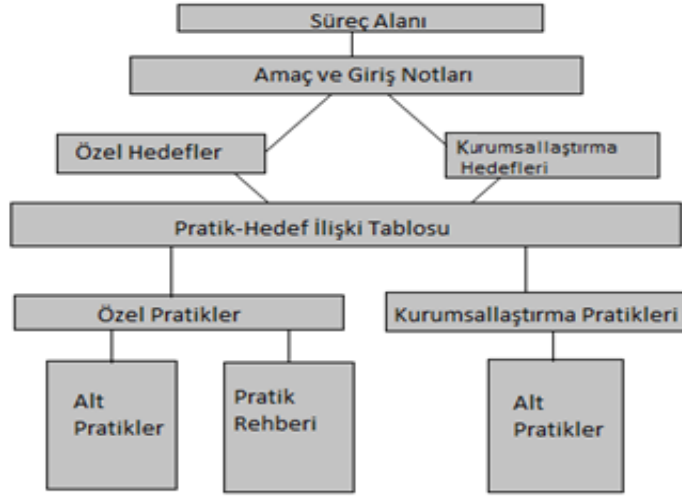 Süreç Alanı
Amaç ve Giriş Notları
Özel Hedefler
Kurumsallaştırma
Hedefleri
Pratik-Hedef İlişki Tablosu
Özel Pratikler
Kurumsallaştırma Pratikleri
Alt
Pratikler
Pratik
Rehberi
Alt
Pratikler